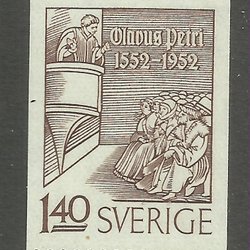 Olavus Petri
1552-1952
1.40 SVERIGE